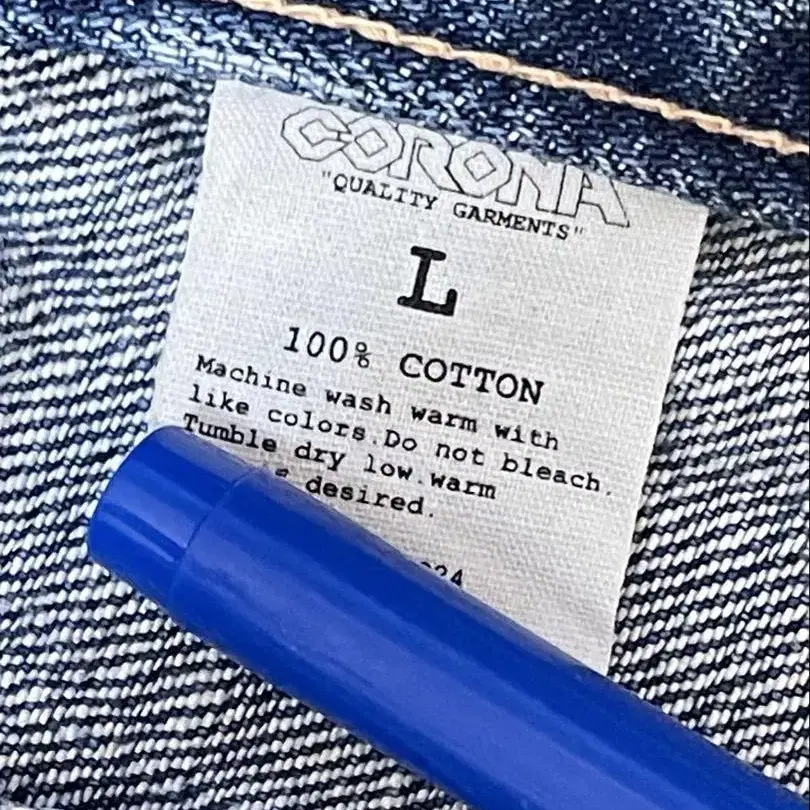 CORONA
"QUALITY GARMENTS"
L
100% COTTON
Machine wash warm with
like colors.Do not bleach.
Tumble dry low.warm
desired.